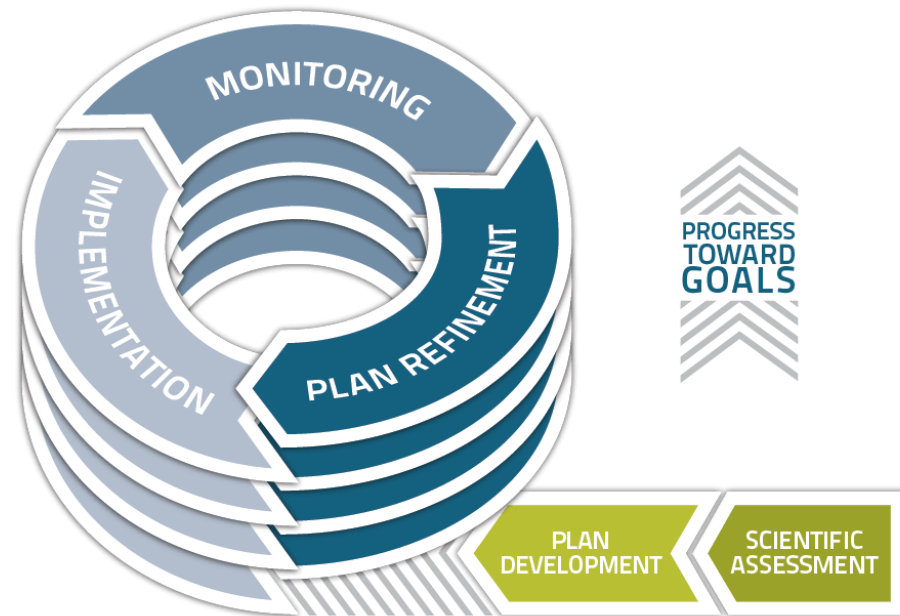 MONITORING
IMPLEMENTATION
PLAN REFINEMENT
PROGRESS
TOWARD
GOALS
PLAN
DEVELOPMENT
SCIENTIFIC
ASSESSMENT